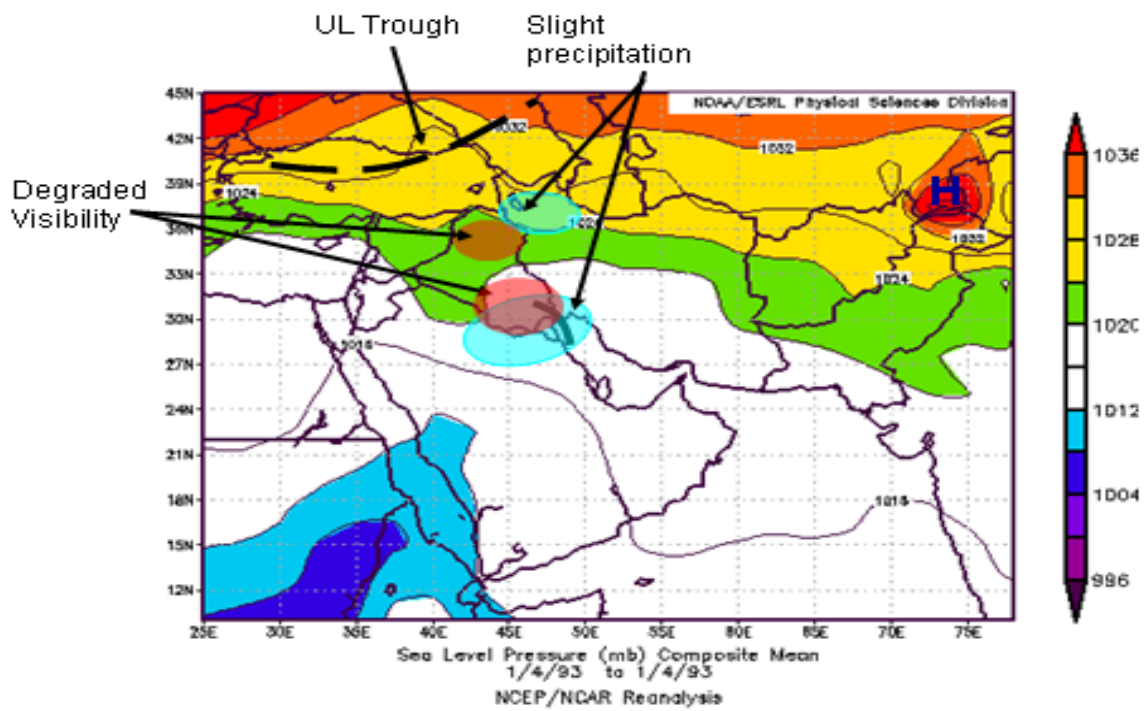 UL Trough
Slight
precipitation
NOAA/ESRL Physical Sciences Division
Degraded
Visibility
45N
42N
39N
36N
33N
30N
27N
24N
21N
18N
15N
12N
1032
1032
1024
1032
1024
1016
1016
H
25E
30E
35E
40E
45E
50E
55E
60E
65E
70E
75E
1036
1028
1020
1012
1004
996
Sea Level Pressure (mb) Composite Mean
1/4/93 to 1/4/93
NCEP/NCAR Reanalysis